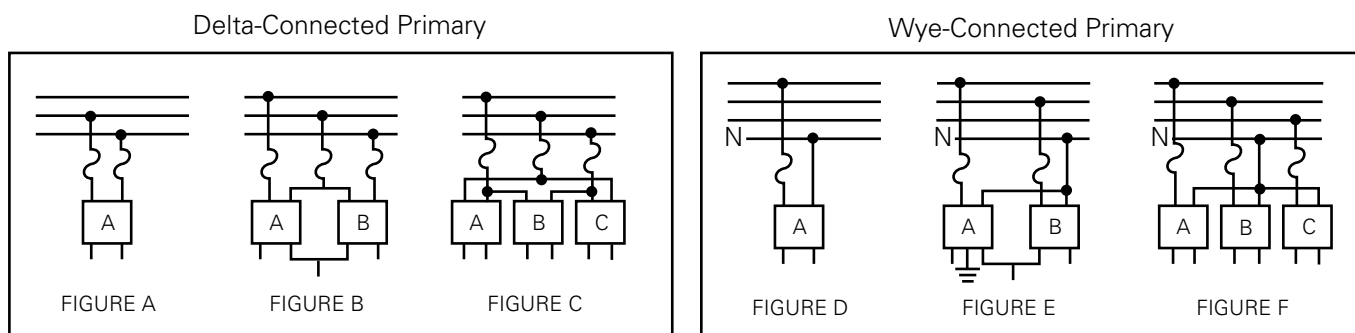 Delta-Connected Primary
A
FIGURE A
A B
FIGURE B
A B C
FIGURE C
Wye-Connected Primary
N
A
FIGURE D
N
A B
FIGURE E
N
A B C
FIGURE F